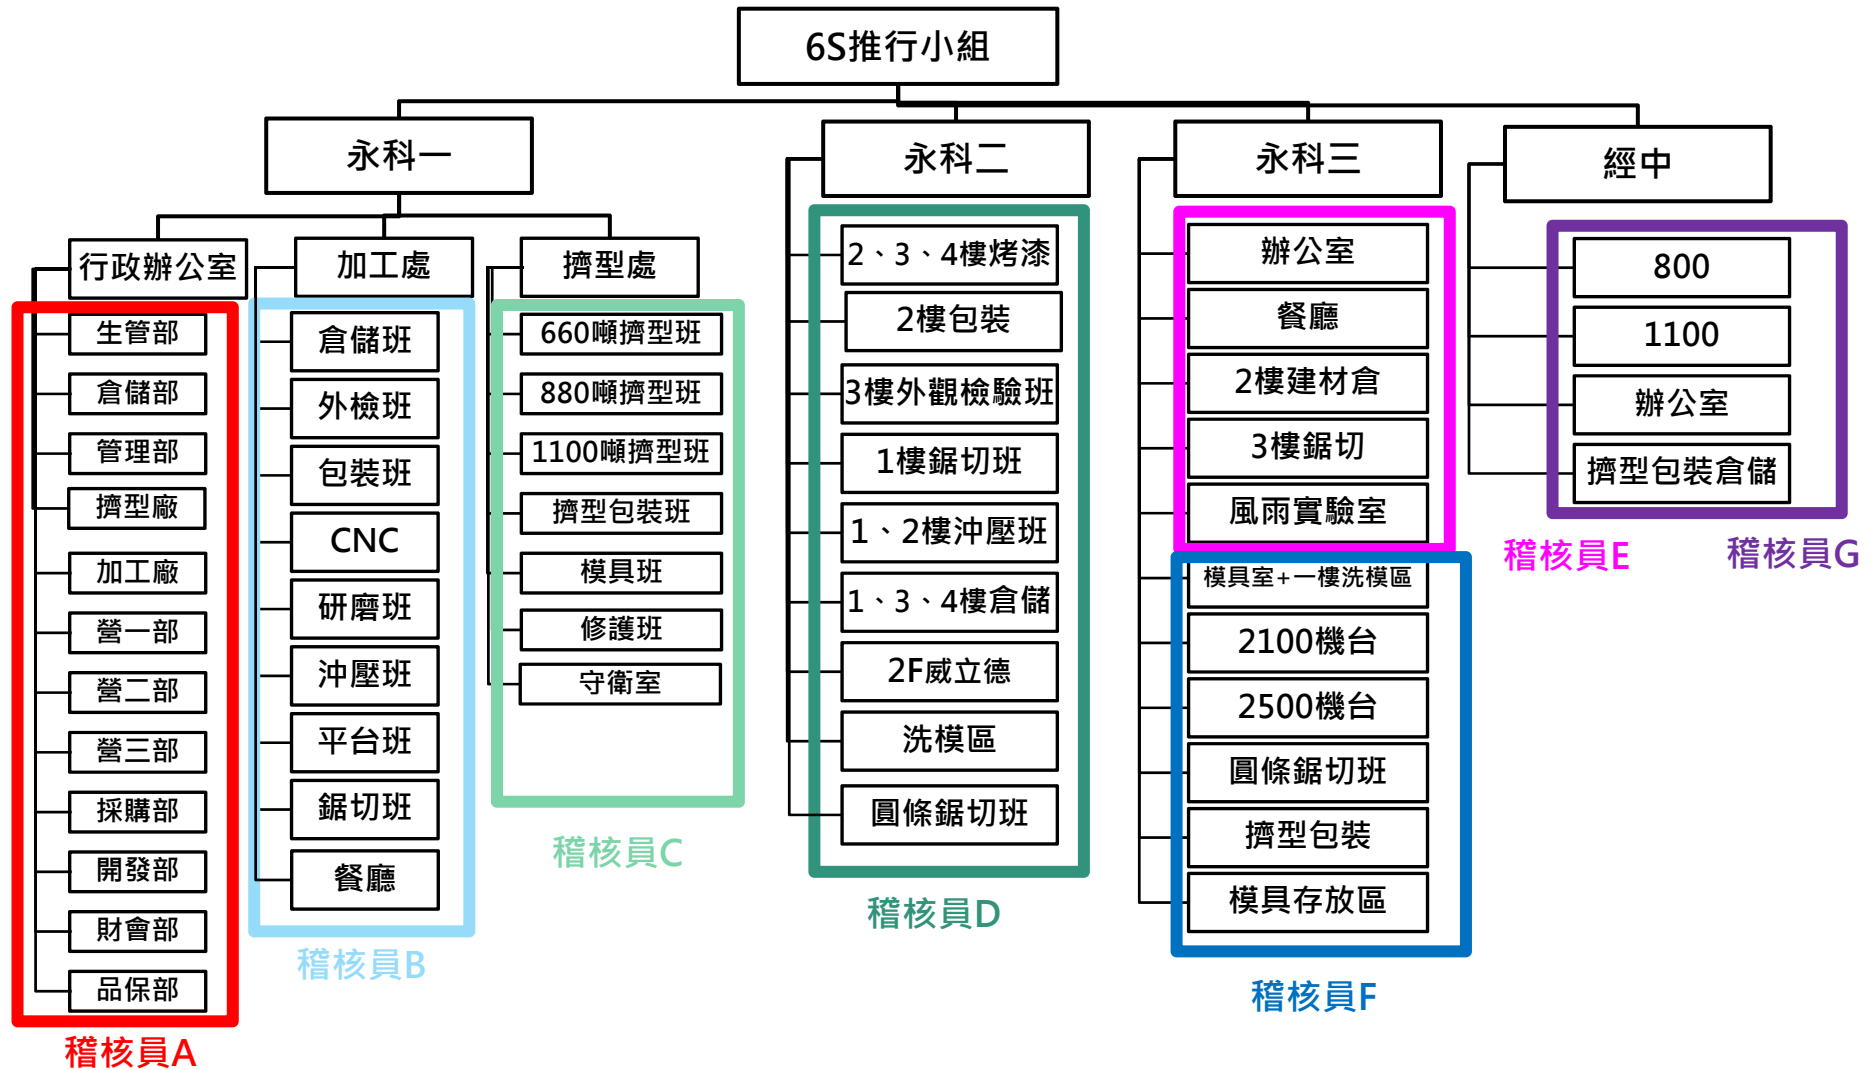 6S推行小組
永科一
永科二
永科三
經中
行政辦公室
生管部
倉儲部
管理部
擠型廠
加工廠
營一部
營二部
營三部
採購部
開發部
財會部
品保部
稽核員A
加工處
倉儲班
外檢班
包裝班
CNC
研磨班
沖壓班
平台班
鋸切班
餐廳
稽核員B
擠型處
660噸擠型班
880噸擠型班
1100噸擠型班
擠型包裝班
模具班
修護班
守衛室
稽核員C
2、3、4樓烤漆
2樓包裝
3樓外觀檢驗班
1樓鋸切班
1、2樓沖壓班
1、3、4樓倉儲
2F威立德
洗模區
圓條鋸切班
稽核員D
辦公室
餐廳
2樓建材倉
3樓鋸切
風雨實驗室
稽核員E
模具室+一樓洗模區
2100機台
2500機台
圓條鋸切班
擠型包裝
模具存放區
稽核員F
800
1100
辦公室
擠型包裝倉儲
稽核員G